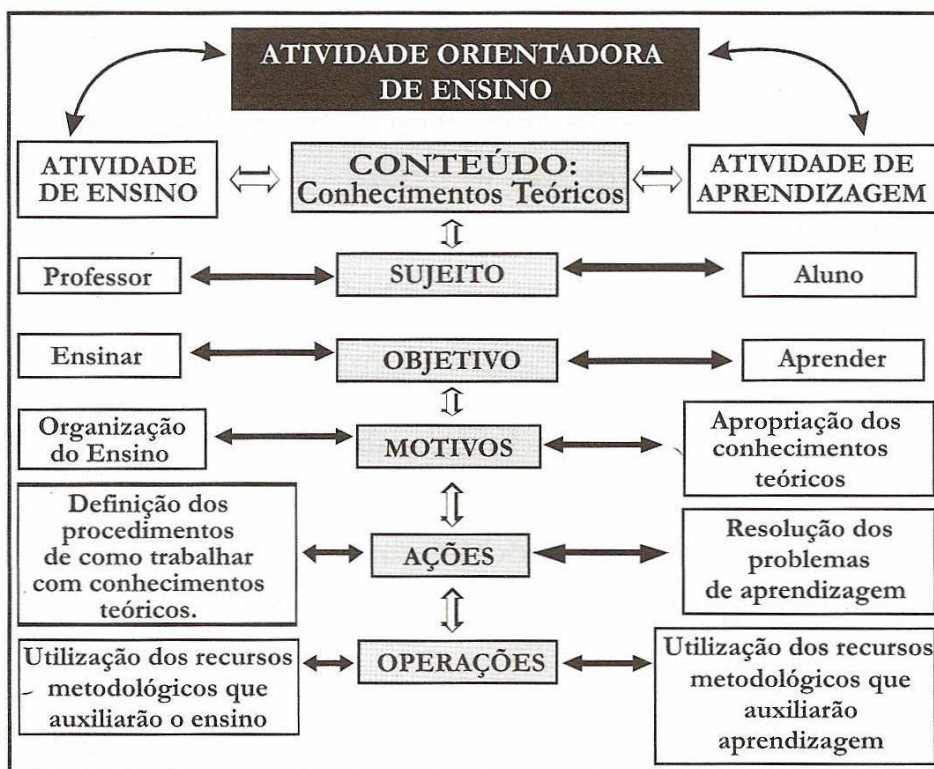 ATIVIDADE ORIENTADORA
DE ENSINO
ATIVIDADE
DE ENSINO
CONTEÚDO:
Conhecimentos Teóricos
ATIVIDADE DE
APRENDIZAGEM
Professor
SUJEITO
Aluno
Ensinar
OBJETIVO
Aprender
Organização
do Ensino
MOTIVOS
Apropriação dos
conhecimentos
teóricos
Definição dos
procedimentos
de como trabalhar
com conhecimentos
teóricos.
AÇÕES
Resolução dos
problemas
de aprendizagem
Utilização dos recursos
metodológicos que
auxiliarão o ensino
OPERAÇÕES
Utilização dos recursos
metodológicos que
auxiliarão
aprendizagem